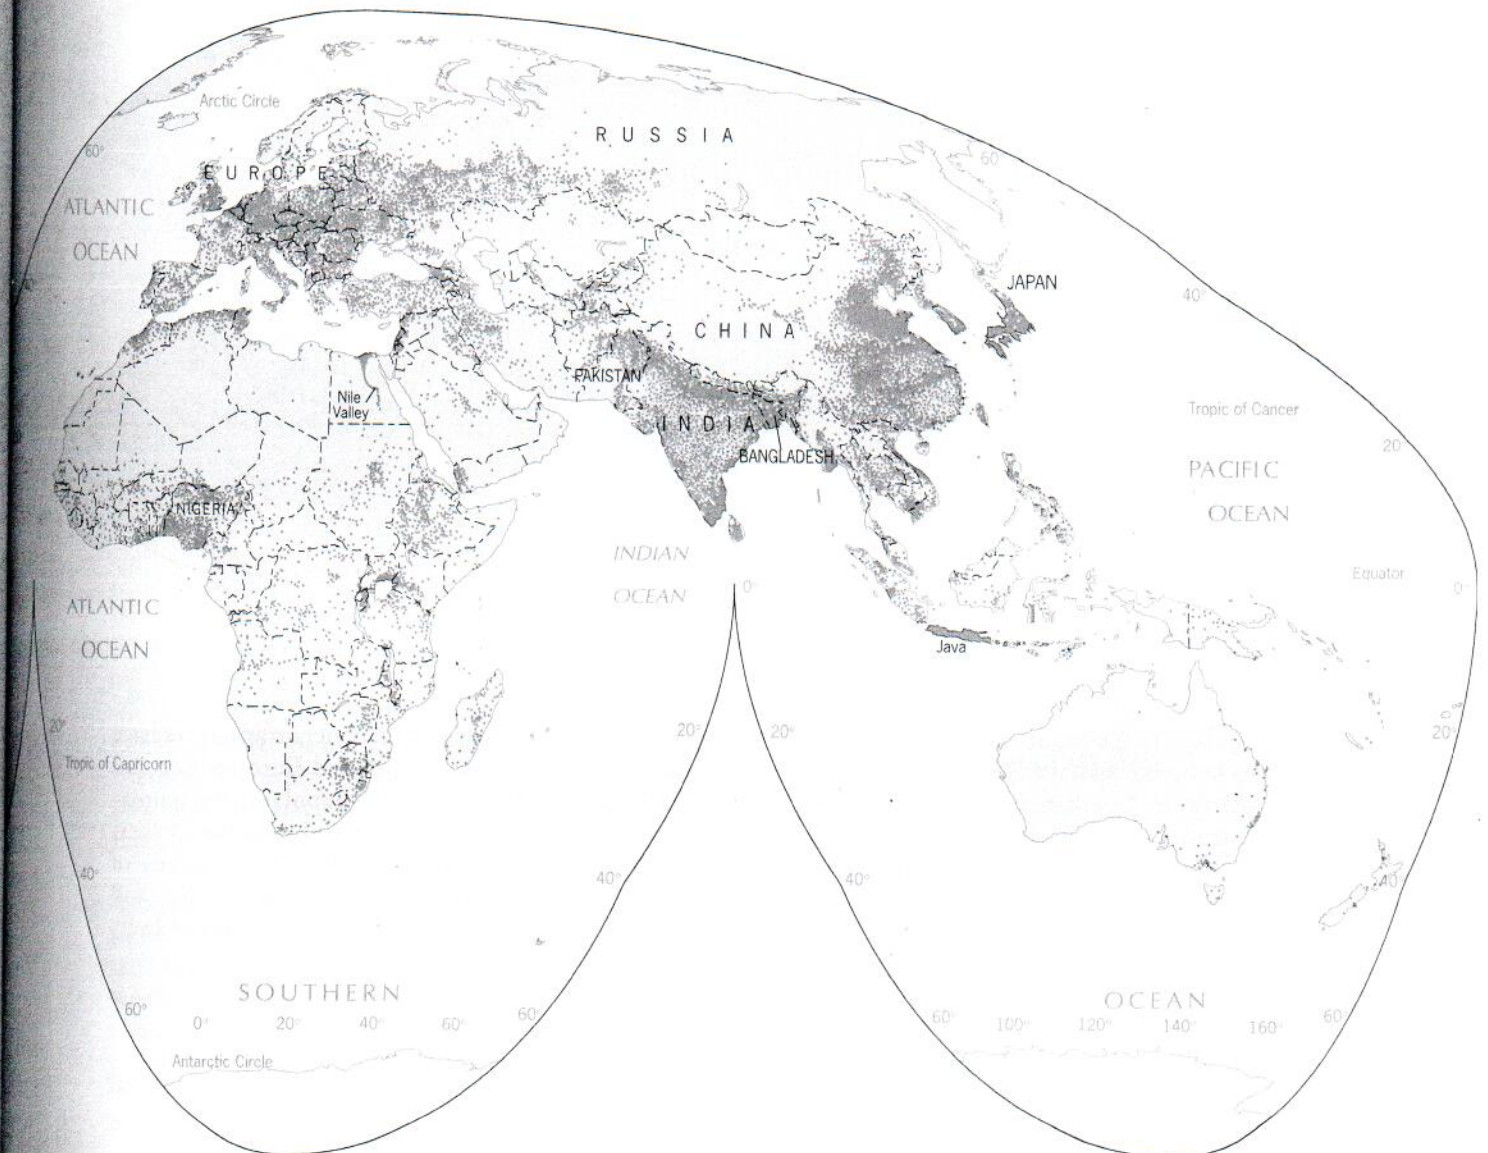 Arctic Circle
RUSSIA
60°
60°
EUROPE
ATLANTIC
OCEAN
JAPAN
40°
CHINA
PAKISTAN
Nile
Valley
INDIA
Tropic of Cancer
20°
BANGLADESH
PACIFIC
OCEAN
NIGERIA
INDIAN
OCEAN
Equator
0°
0°
ATLANTIC
OCEAN
Java
20°
20°
20°
20°
Tropic of Capricorn
40°
40°
40°
40°
SOUTHERN
OCEAN
60°
0°
20°
40°
60°
60°
60°
100°
120°
140°
160°
60°
Antarctic Circle